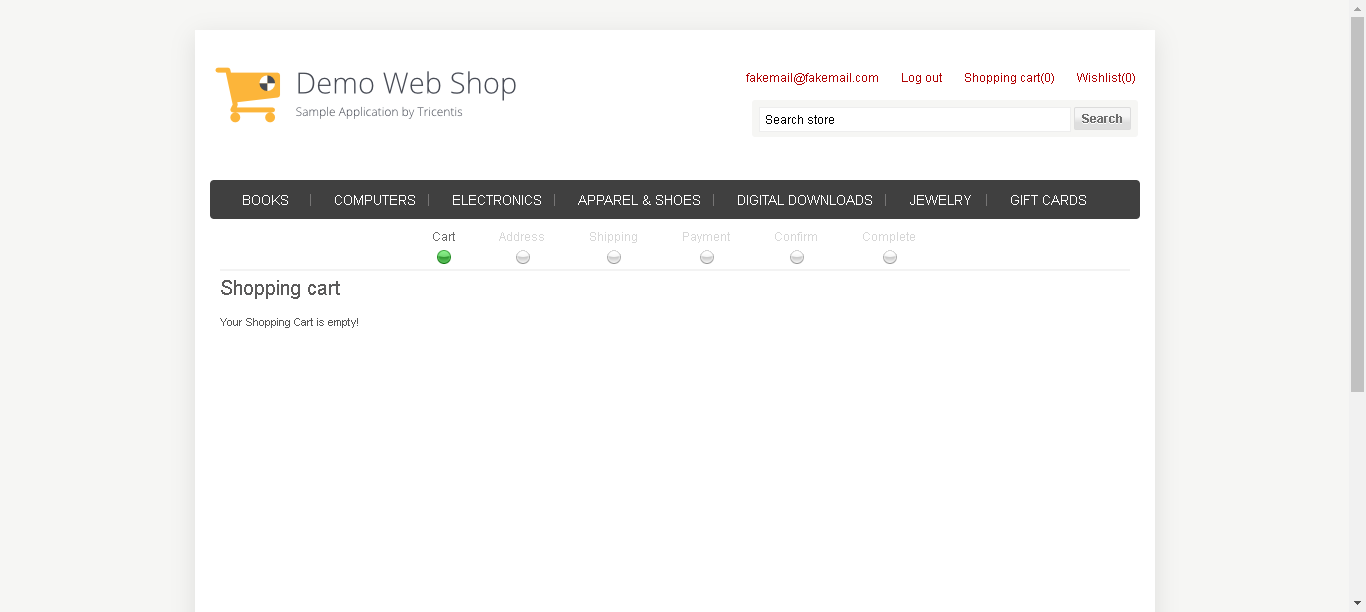 Demo Web Shop
Sample Application by Tricentis
fakemail@fakemail.com Log out Shopping cart(0) Wishlist(0)
Search store Search
BOOKS COMPUTERS ELECTRONICS APPAREL & SHOES DIGITAL DOWNLOADS JEWELRY GIFT CARDS
Cart Address Shipping Payment Confirm Complete
Shopping cart
Your Shopping Cart is empty!